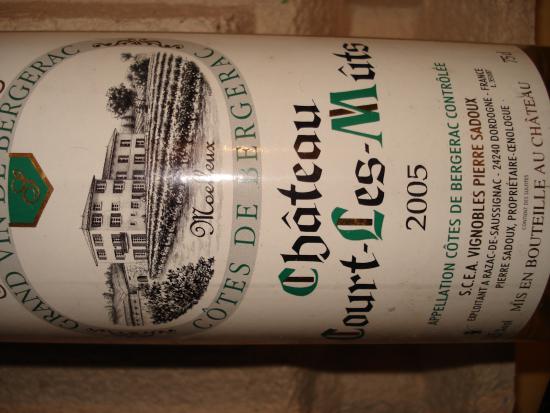 GRAND VIN DE BERGERAC
Moelleux
CÔTES DE BERGERAC
Château
Court-Les-Mûts
2005
APPELLATION CÔTES DE BERGERAC CONTRÔLÉE
S.C.E.A. VIGNOBLES PIERRE SADOUX
EXPLOITANT A RAZAC-DE-SAUSSIGNAC - 24240 DORDOGNE - FRANCE
PIERRE SADOUX, PROPRIÉTAIRE-ŒNOLOGUE
MIS EN BOUTEILLE AU CHÂTEAU
75cl